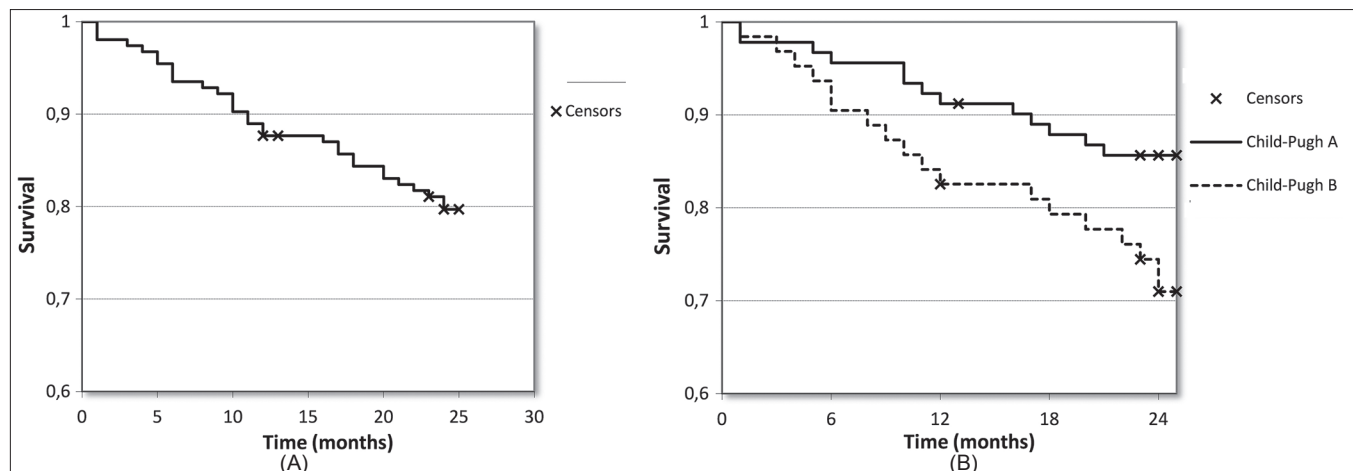 1
0,9
0,8
0,7
0,6
Survival
0 5 10 15 20 25 30
Time (months)
(A)
Censors
1
0,9
0,8
0,7
0,6
Survival
0 6 12 18 24
Time (months)
(B)
Censors
Child-Pugh A
Child-Pugh B